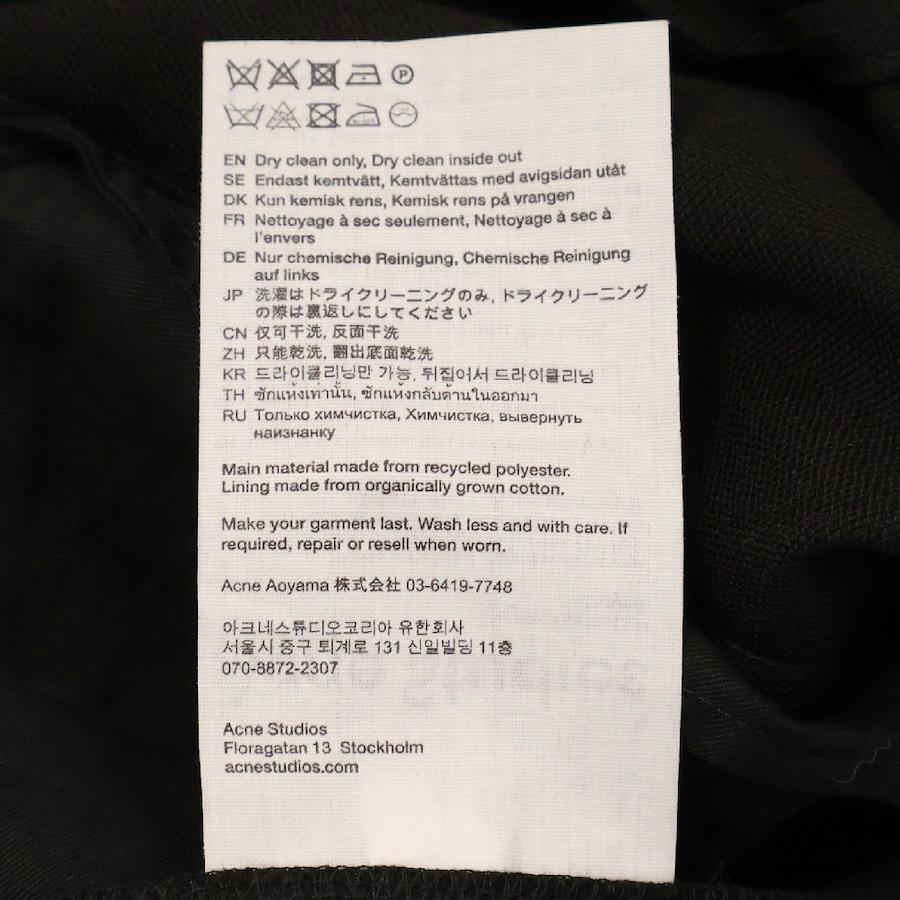 P
EN Dry clean only, Dry clean inside out
SE Endast kemtvätt, Kemtvättas med avigsidan utåt
DK Kun kemisk rens, Kemisk rens på vrangen
FR Nettoyage à sec seulement, Nettoyage à sec à
l'envers
DE Nur chemische Reinigung, Chemische Reinigung
auf links
JP 洗濯はドライクリーニングのみ, ドライクリーニング
の際は裏返しにしてください
CN 仅可干洗, 反面干洗
ZH 只能乾洗, 翻出底面乾洗
KR 드라이클리닝만 가능, 뒤집어서 드라이클리닝
TH ซักแห้งเท่านั้น, ซักแห้งกลับด้านในออกมา
RU Только химчистка, Химчистка, вывернуть
наизнанку
Main material made from recycled polyester.
Lining made from organically grown cotton.
Make your garment last. Wash less and with care. If
required, repair or resell when worn.
Acne Aoyama 株式会社 03-6419-7748
아크네스튜디오코리아 유한회사
서울시 중구 퇴계로 131 신일빌딩 11층
070-8872-2307
Acne Studios
Floragatan 13 Stockholm
acnestudios.com